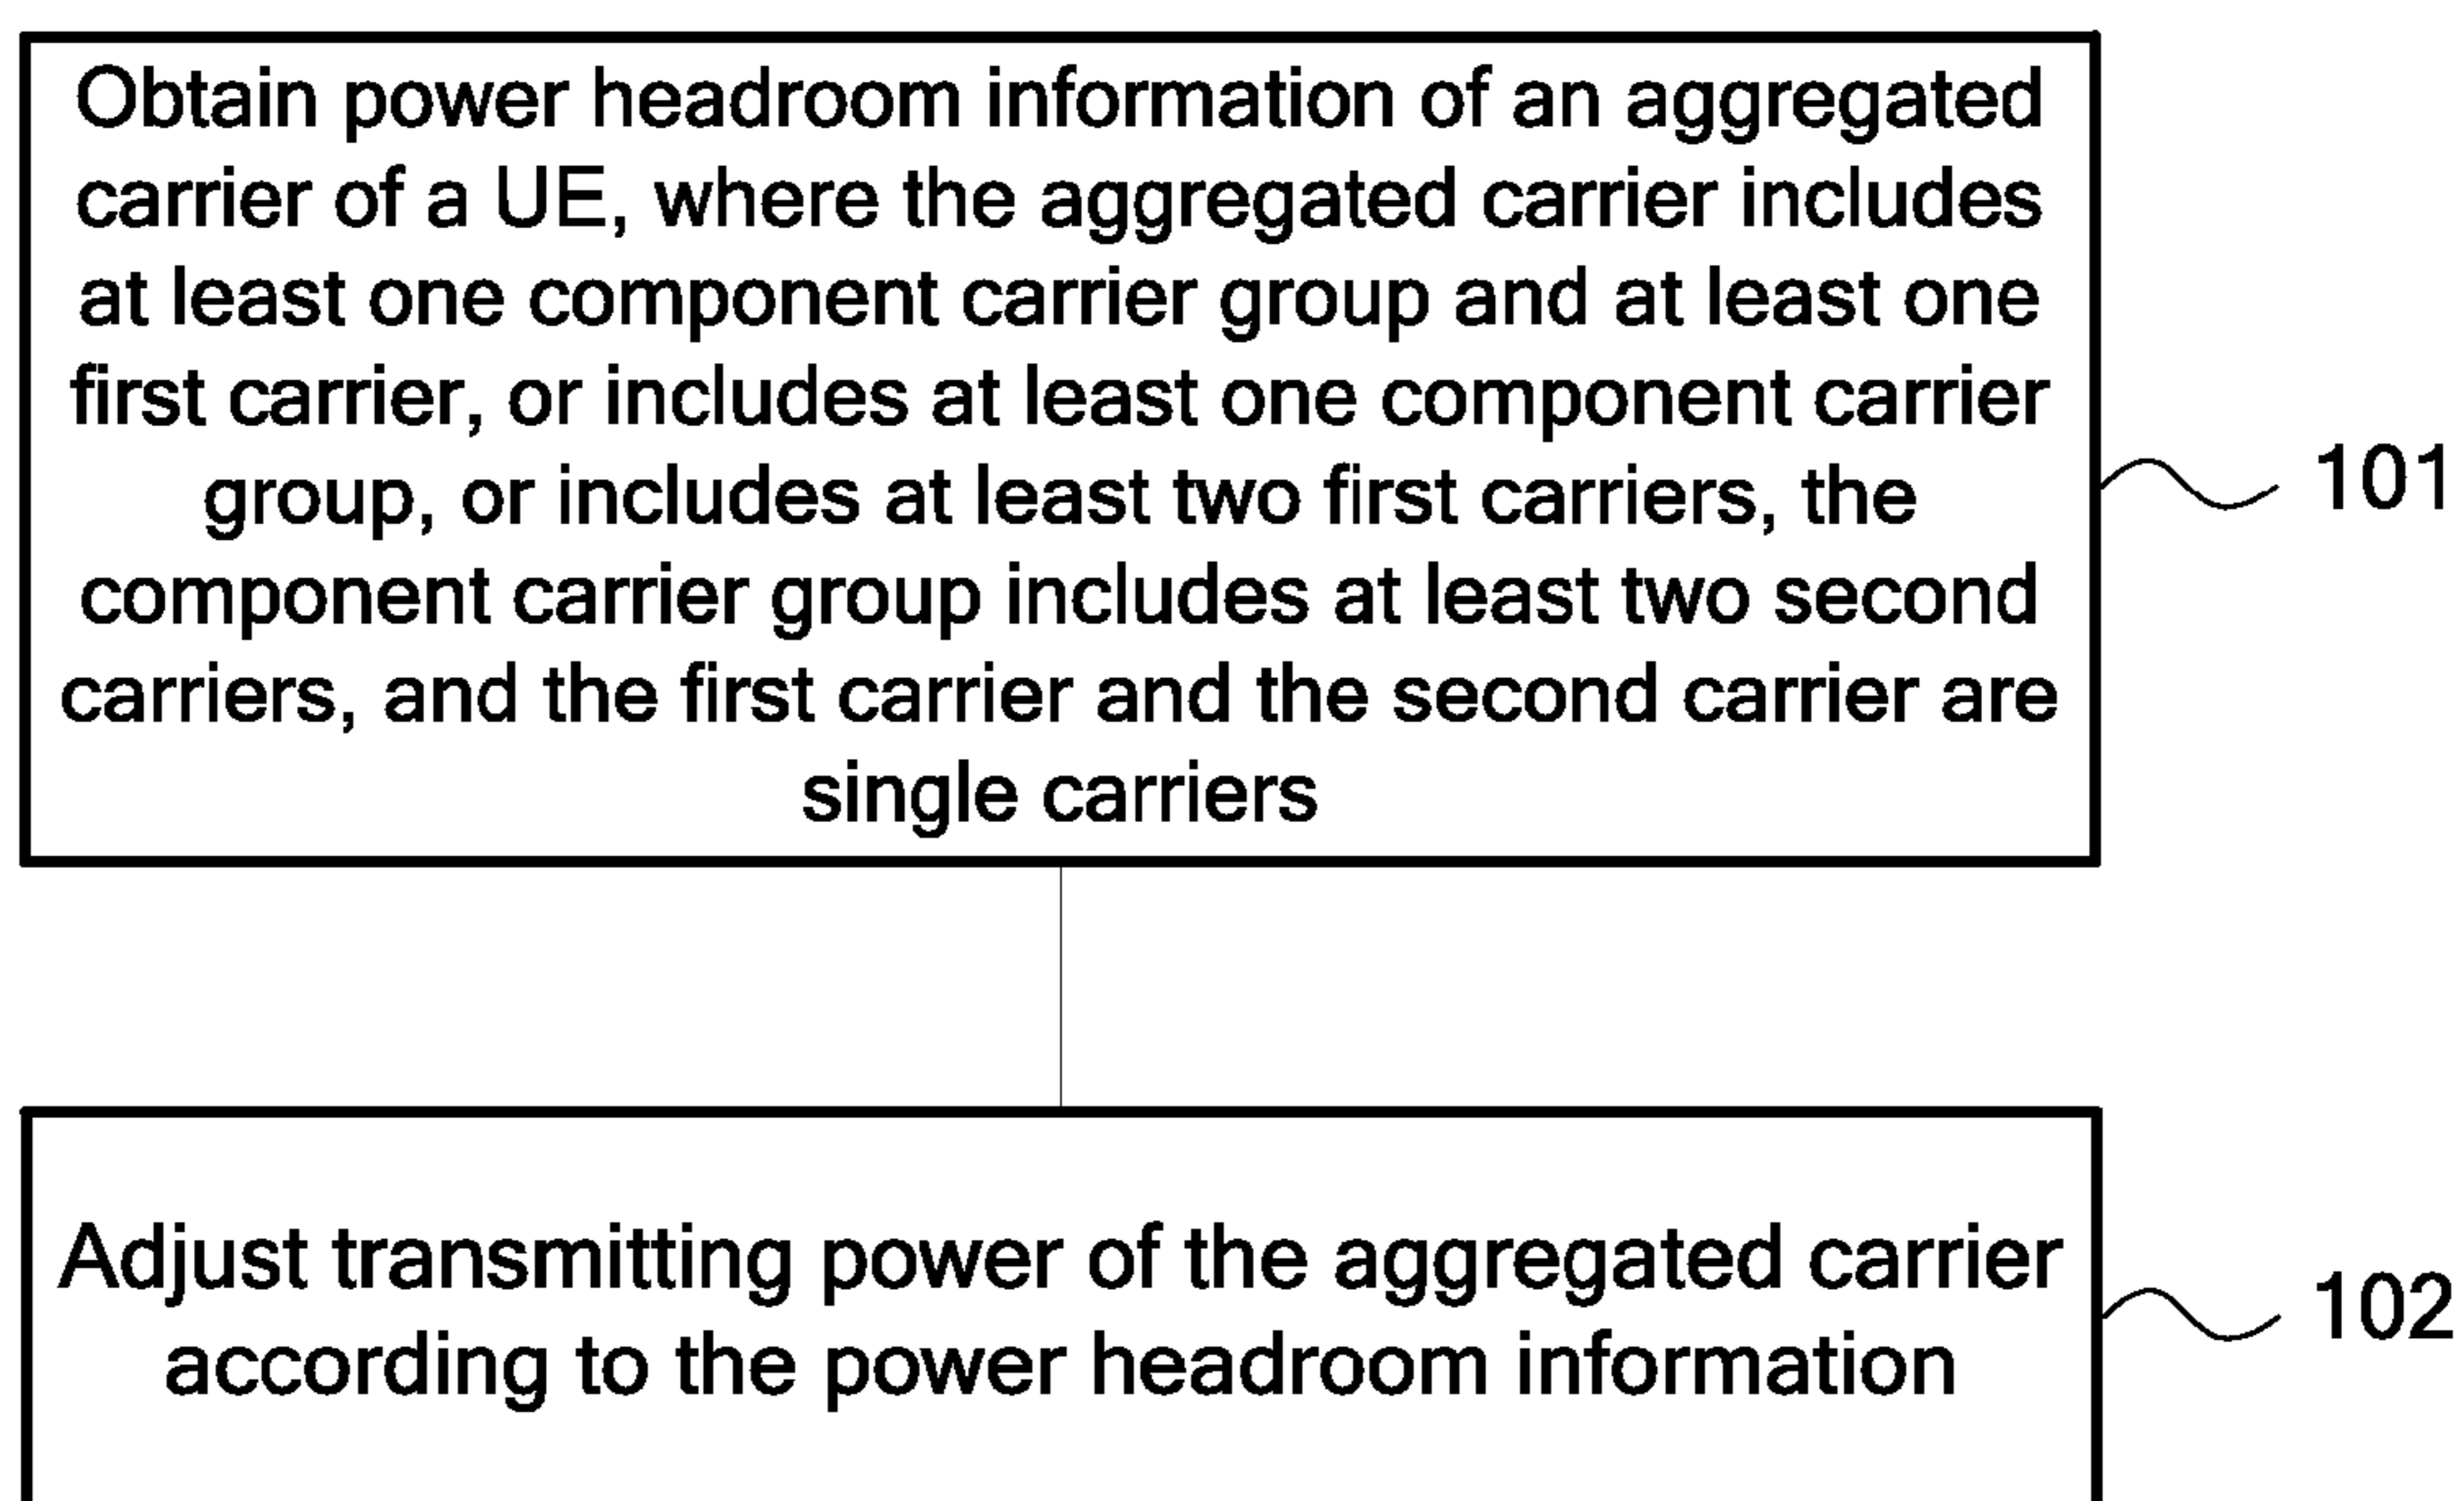 Obtain power headroom information of an aggregated
carrier of a UE, where the aggregated carrier includes
at least one component carrier group and at least one
first carrier, or includes at least one component carrier
group, or includes at least two first carriers, the
component carrier group includes at least two second
carriers, and the first carrier and the second carrier are
single carriers
101
Adjust transmitting power of the aggregated carrier
according to the power headroom information
102